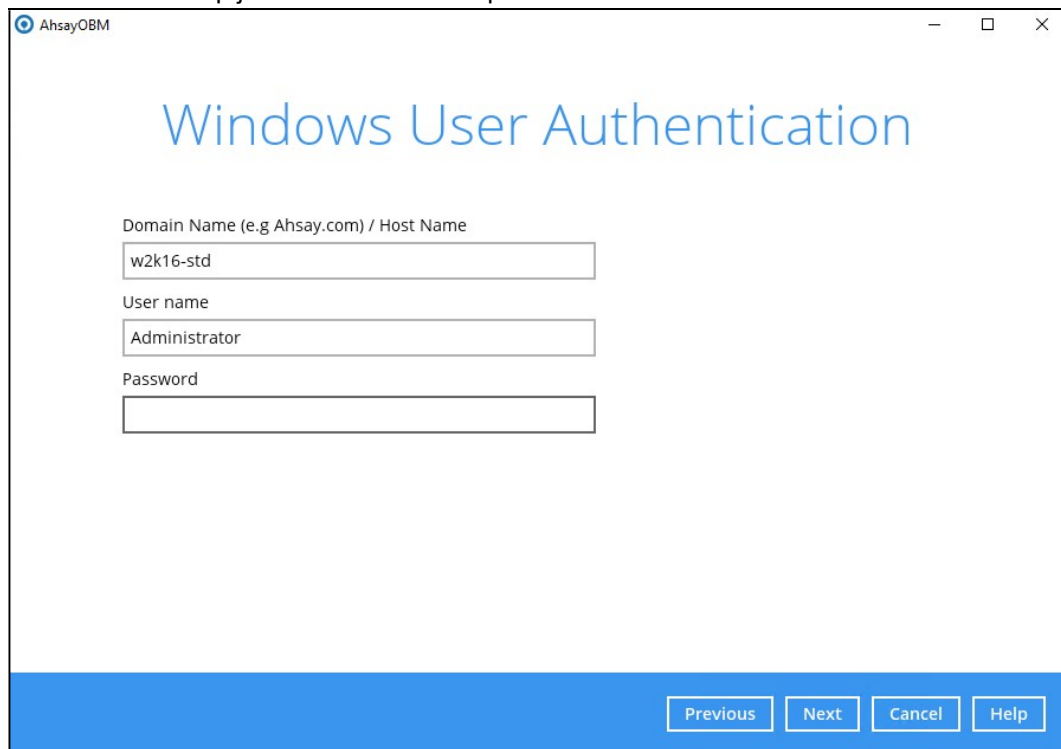 AhsayOBM
Windows User Authentication
Domain Name (e.g Ahsay.com) / Host Name
w2k16-std
User name
Administrator
Password
Previous Next Cancel Help